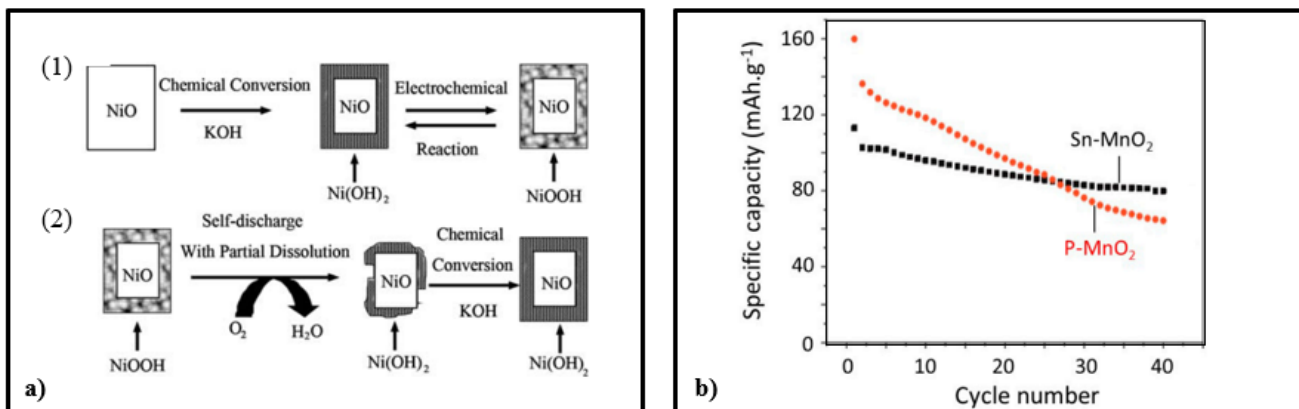 (1)
NiO
Chemical Conversion
KOH
NiO
Ni(OH)2
Electrochemical
Reaction
NiO
NiOOH
(2)
NiO
NiOOH
Self-discharge
With Partial Dissolution
O2
H2O
NiO
Ni(OH)2
Chemical
Conversion
KOH
NiO
Ni(OH)2
a)
Specific capacity (mAh.g-1)
160
120
80
40
0
Sn-MnO2
P-MnO2
0
10
20
30
40
Cycle number
b)